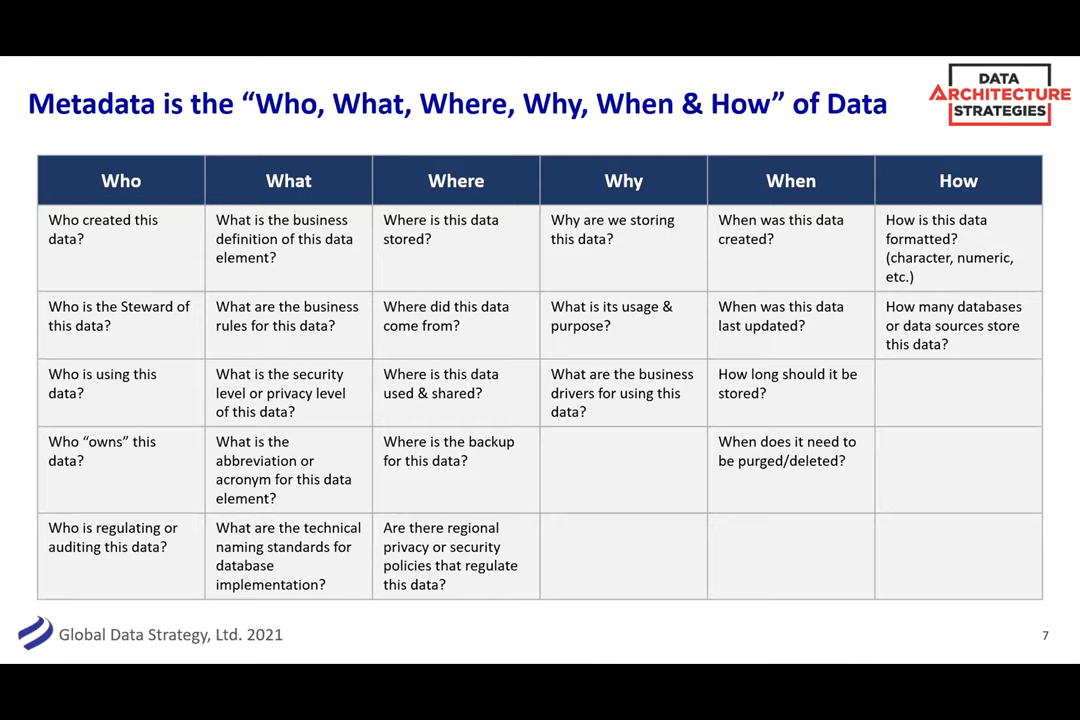 Metadata is the “Who, What, Where, Why, When & How” of Data
DATA
ARCHITECTURE
STRATEGIES
Who
What
Where
Why
When
How
Who created this
data?
What is the business
definition of this data
element?
Where is this data
stored?
Why are we storing
this data?
When was this data
created?
How is this data
formatted?
(character, numeric,
etc.)
Who is the Steward of
this data?
What are the business
rules for this data?
Where did this data
come from?
What is its usage &
purpose?
When was this data
last updated?
How many databases
or data sources store
this data?
Who is using this
data?
What is the security
level or privacy level
of this data?
Where is this data
used & shared?
What are the business
drivers for using this
data?
How long should it be
stored?
Who “owns” this
data?
What is the
abbreviation or
acronym for this data
element?
Where is the backup
for this data?
When does it need to
be purged/deleted?
Who is regulating or
auditing this data?
What are the technical
naming standards for
database
implementation?
Are there regional
privacy or security
policies that regulate
this data?
Global Data Strategy, Ltd. 2021
7